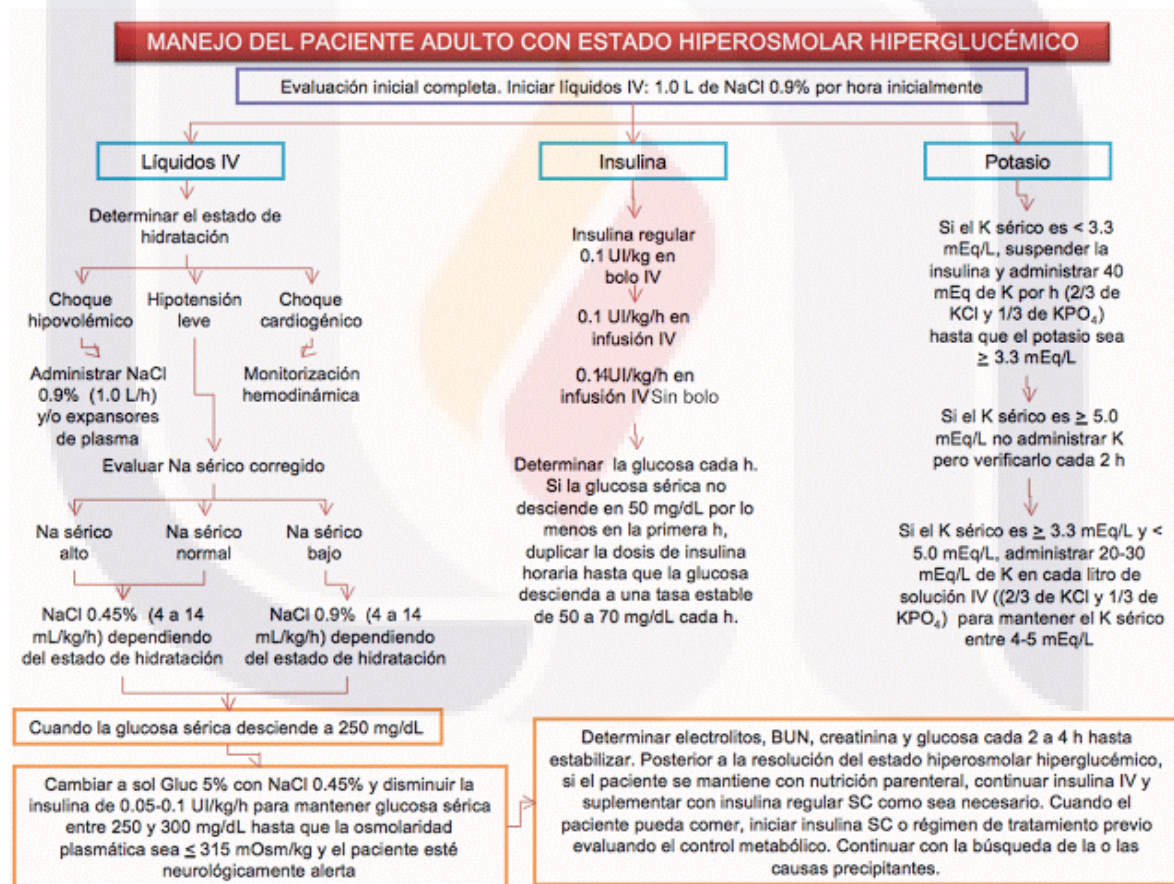 MANEJO DEL PACIENTE ADULTO CON ESTADO HIPEROSMOLAR HIPERGLUCÉMICO
Evaluación inicial completa. Iniciar líquidos IV: 1.0 L de NaCl 0.9% por hora inicialmente
Líquidos IV
Determinar el estado de
hidratación
Choque
hipovolémico
Hipotensión
leve
Choque
cardiogénico
Administrar NaCl
0.9% (1.0 L/h)
y/o expansores
de plasma
Monitorización
hemodinámica
Evaluar Na sérico corregido
Na sérico
alto
Na sérico
normal
Na sérico
bajo
NaCl 0.45% (4 a 14
mL/kg/h) dependiendo
del estado de hidratación
NaCl 0.9% (4 a 14
mL/kg/h) dependiendo
del estado de hidratación
Insulina
Insulina regular
0.1 UI/kg en
bolo IV
0.1 UI/kg/h en
infusión IV
0.14UI/kg/h en
infusión IV Sin bolo
Determinar la glucosa cada h.
Si la glucosa sérica no
desciende en 50 mg/dL por lo
menos en la primera h,
duplicar la dosis de insulina
horaria hasta que la glucosa
descienda a una tasa estable
de 50 a 70 mg/dL cada h.
Potasio
Si el K sérico es < 3.3
mEq/L, suspender la
insulina y administrar 40
mEq de K por h (2/3 de
KCl y 1/3 de KPO₄)
hasta que el potasio sea
≥ 3.3 mEq/L
Si el K sérico es ≥ 5.0
mEq/L no administrar K
pero verificarlo cada 2 h
Si el K sérico es ≥ 3.3 mEq/L y <
5.0 mEq/L, administrar 20-30
mEq/L de K en cada litro de
solución IV ((2/3 de KCl y 1/3 de
KPO₄) para mantener el K sérico
entre 4-5 mEq/L
Cuando la glucosa sérica desciende a 250 mg/dL
Cambiar a sol Gluc 5% con NaCl 0.45% y disminuir la
insulina de 0.05-0.1 UI/kg/h para mantener glucosa sérica
entre 250 y 300 mg/dL hasta que la osmolaridad
plasmática sea ≤ 315 mOsm/kg y el paciente esté
neurológicamente alerta
Determinar electrolitos, BUN, creatinina y glucosa cada 2 a 4 h hasta
estabilizar. Posterior a la resolución del estado hiperosmolar hiperglucémico,
si el paciente se mantiene con nutrición parenteral, continuar insulina IV y
suplementar con insulina regular SC como sea necesario. Cuando el
paciente pueda comer, iniciar insulina SC o régimen de tratamiento previo
evaluando el control metabólico. Continuar con la búsqueda de la o las
causas precipitantes.